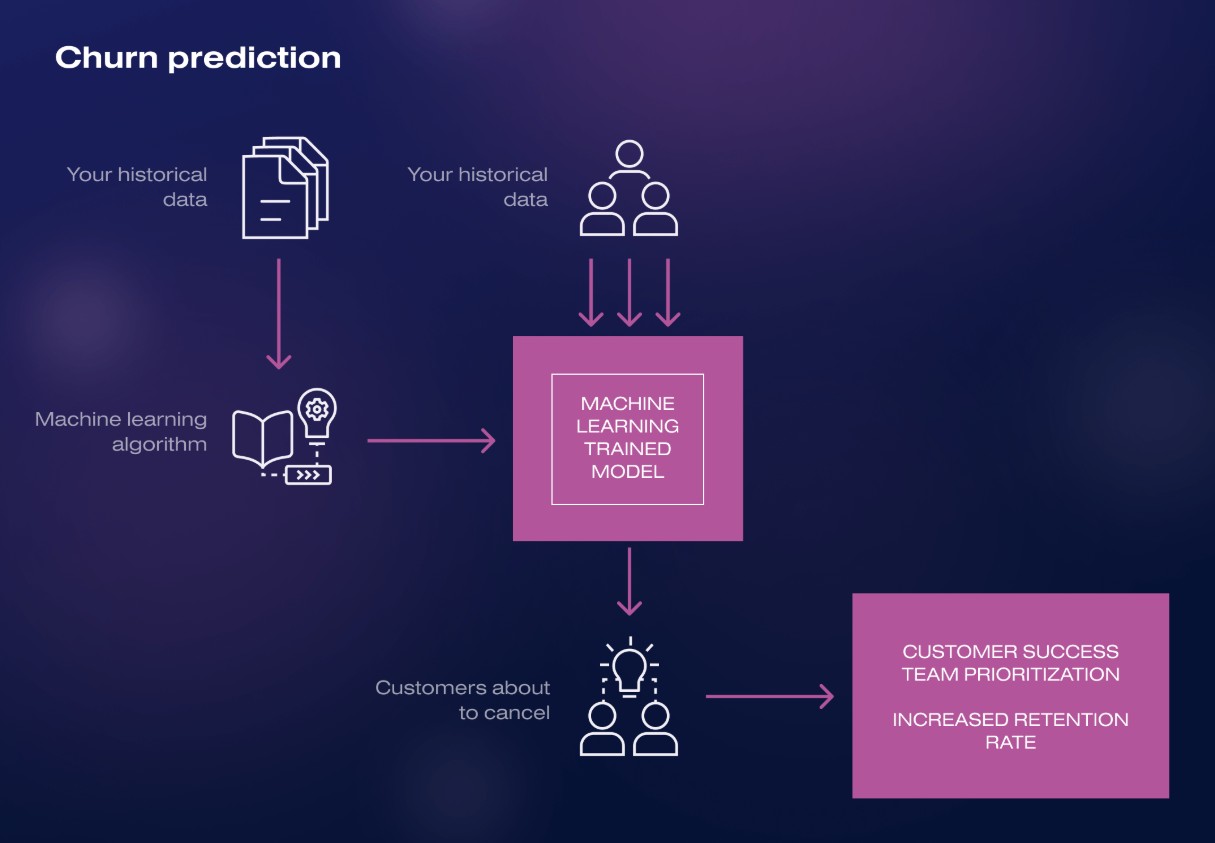 Churn prediction
Your historical
data
Your historical
data
Machine learning
algorithm
MACHINE
LEARNING
TRAINED
MODEL
Customers about
to cancel
CUSTOMER SUCCESS
TEAM PRIORITIZATION
INCREASED RETENTION
RATE